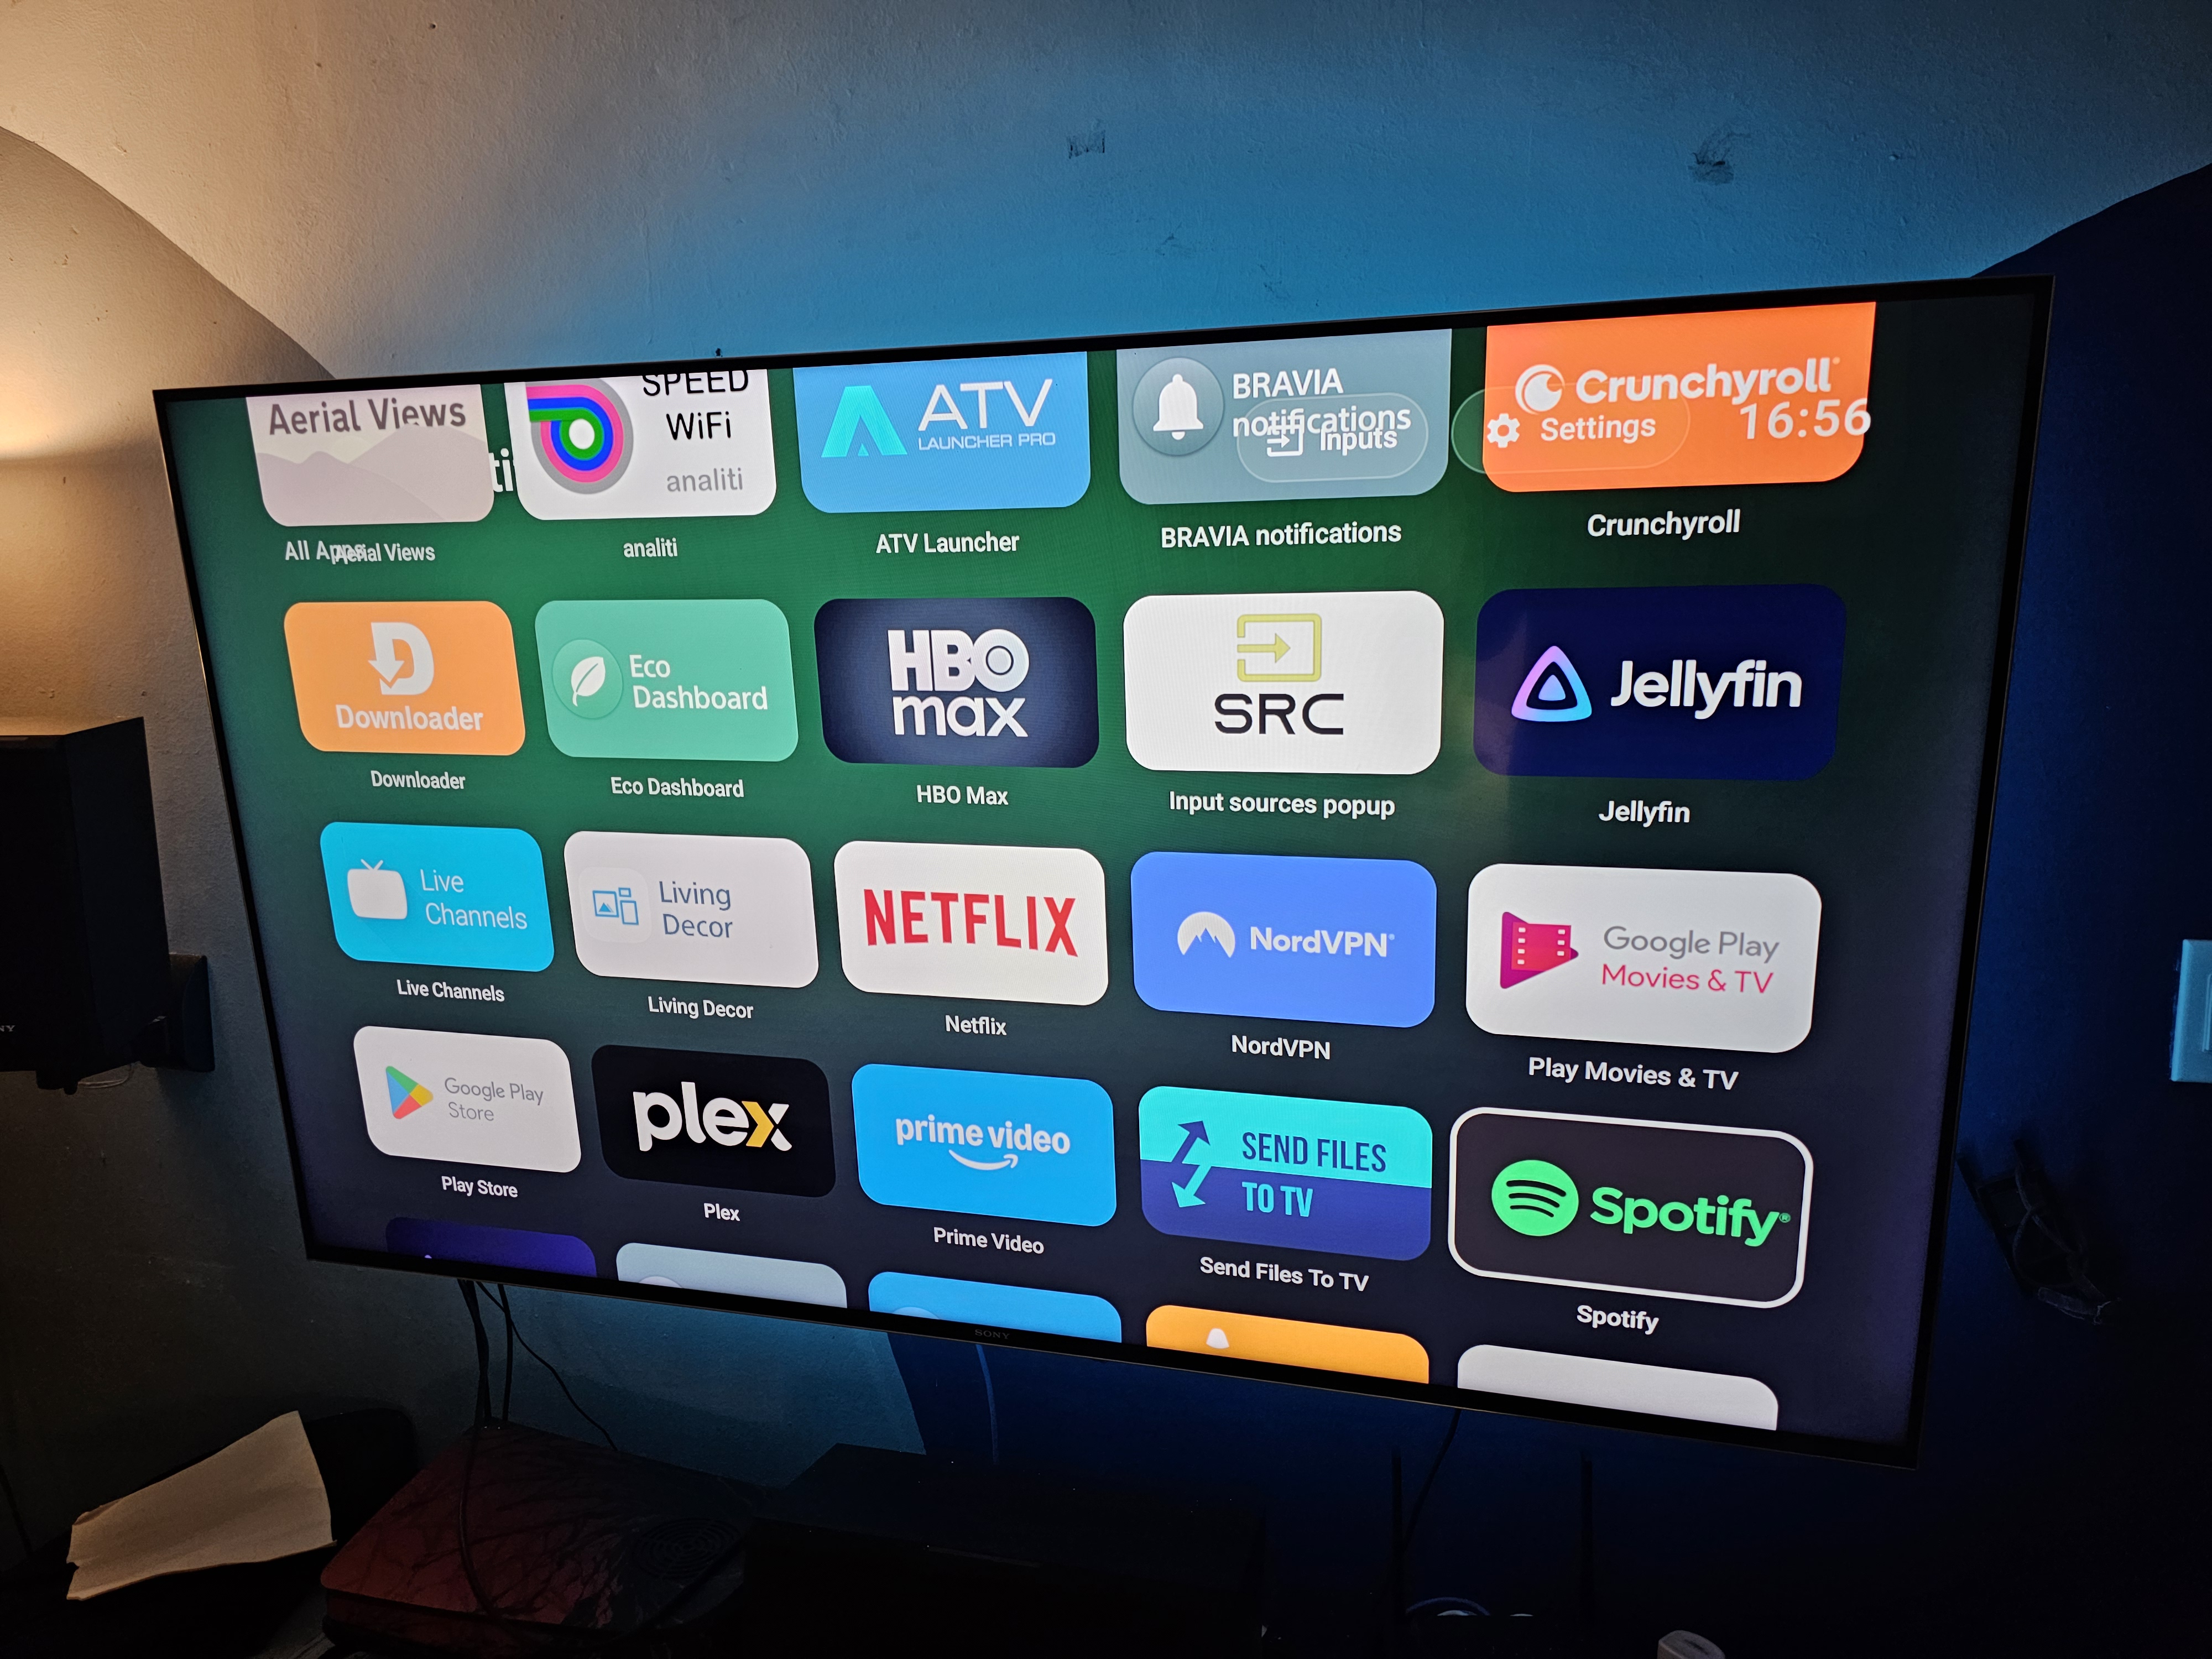 Aerial Views
ti
SPEED
WiFi
analiti
ATV
LAUNCHER PRO
BRAVIA
notifications
Inputs
Crunchyroll
Settings
16:56
All Apps
Aerial Views
analiti
ATV Launcher
BRAVIA notifications
Crunchyroll
D
Downloader
Eco
Dashboard
HBO
max
SRC
Jellyfin
Downloader
Eco Dashboard
HBO Max
Input sources popup
Jellyfin
Live
Channels
Living
Decor
NETFLIX
NordVPN®
Google Play
Movies & TV
Live Channels
Living Decor
Netflix
NordVPN
Play Movies & TV
Google Play
Store
plex
prime video
SEND FILES
TO TV
Spotify®
Play Store
Plex
Prime Video
Send Files To TV
Spotify
SONY